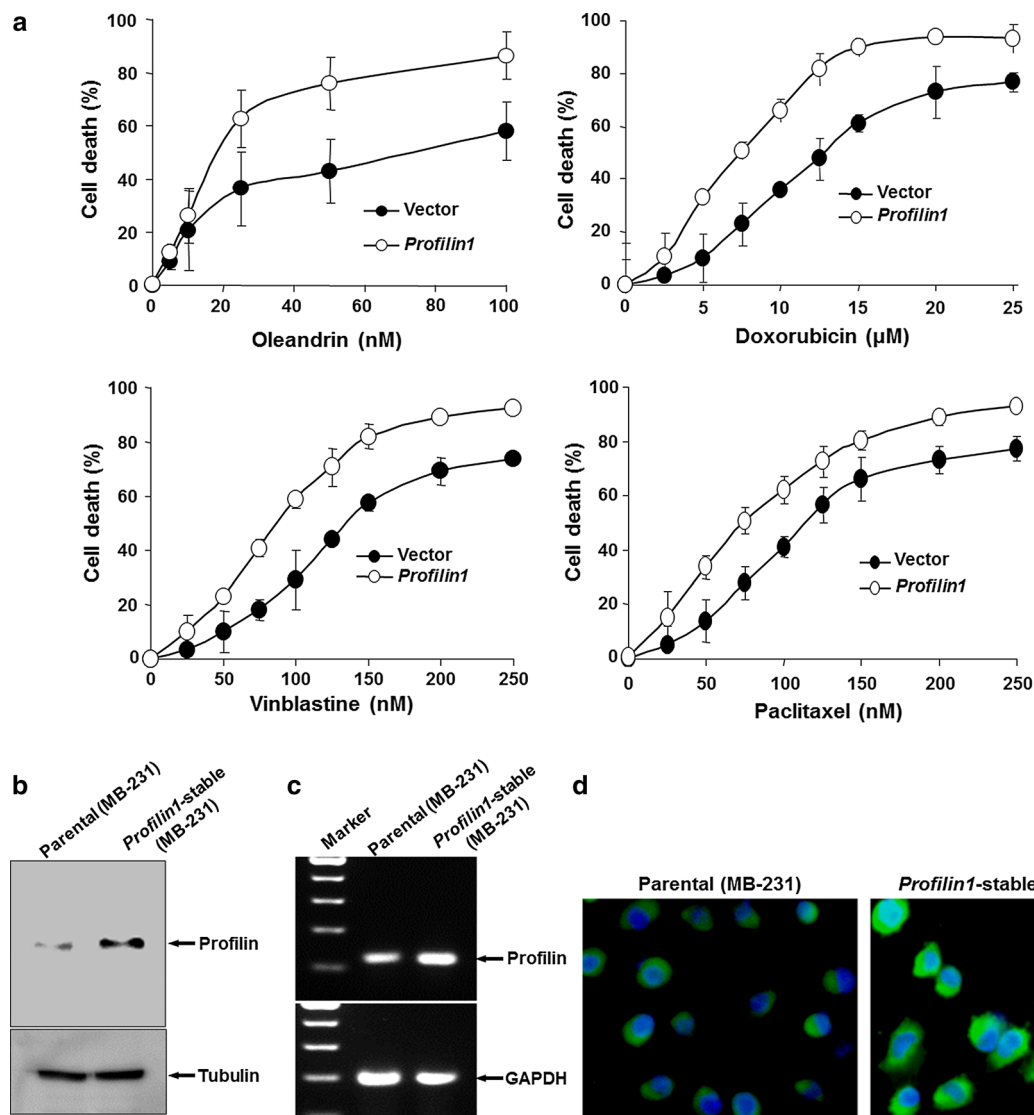 a
100
80
60
40
20
0
Cell death (%)
Vector
Profilin1
0 20 40 60 80 100
Oleandrin (nM)
100
80
60
40
20
0
Cell death (%)
Vector
Profilin1
0 5 10 15 20 25
Doxorubicin (µM)
100
80
60
40
20
0
Cell death (%)
Vector
Profilin1
0 50 100 150 200 250
Vinblastine (nM)
100
80
60
40
20
0
Cell death (%)
Vector
Profilin1
0 50 100 150 200 250
Paclitaxel (nM)
b
Parental (MB-231)
Profilin1-stable
(MB-231)
Profilin
Tubulin
c
Marker
Parental (MB-231)
Profilin1-stable
(MB-231)
Profilin
GAPDH
d
Parental (MB-231)
Profilin1-stable